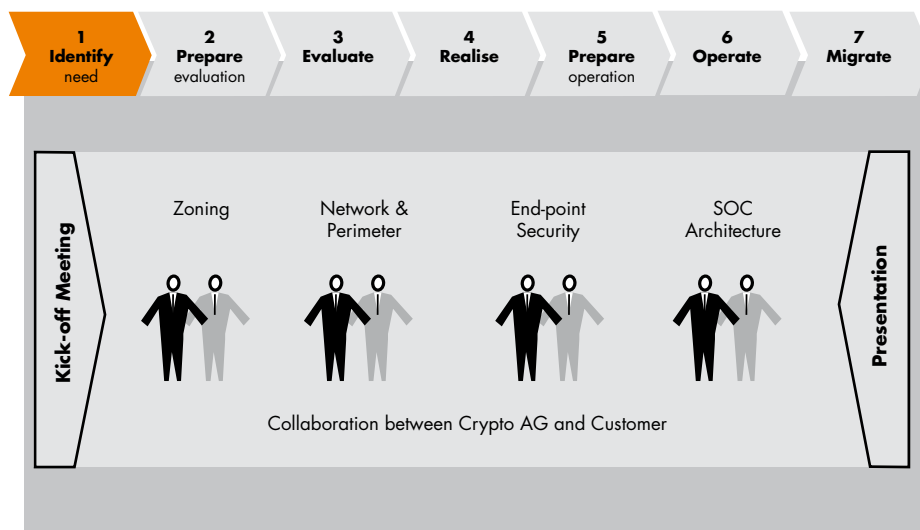 1
Identify
need
2
Prepare
evaluation
3
Evaluate
4
Realise
5
Prepare
operation
6
Operate
7
Migrate
Kick-off Meeting
Zoning
Network &
Perimeter
End-point
Security
SOC
Architecture
Presentation
Collaboration between Crypto AG and Customer